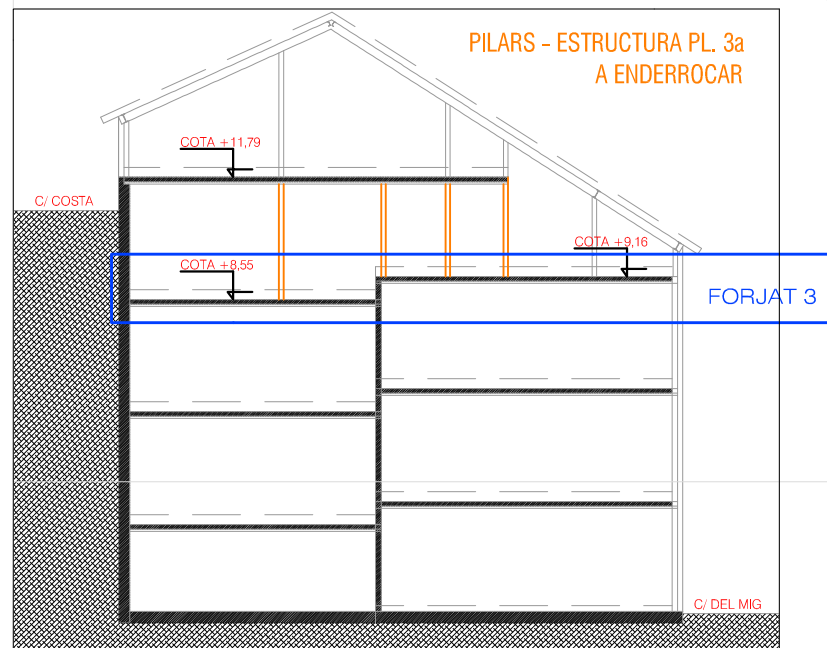 PILARS - ESTRUCTURA PL. 3a
A ENDERROCAR
COTA +11,79
C/ COSTA
COTA +9,16
COTA +8,55
FORJAT 3
C/ DEL MIG